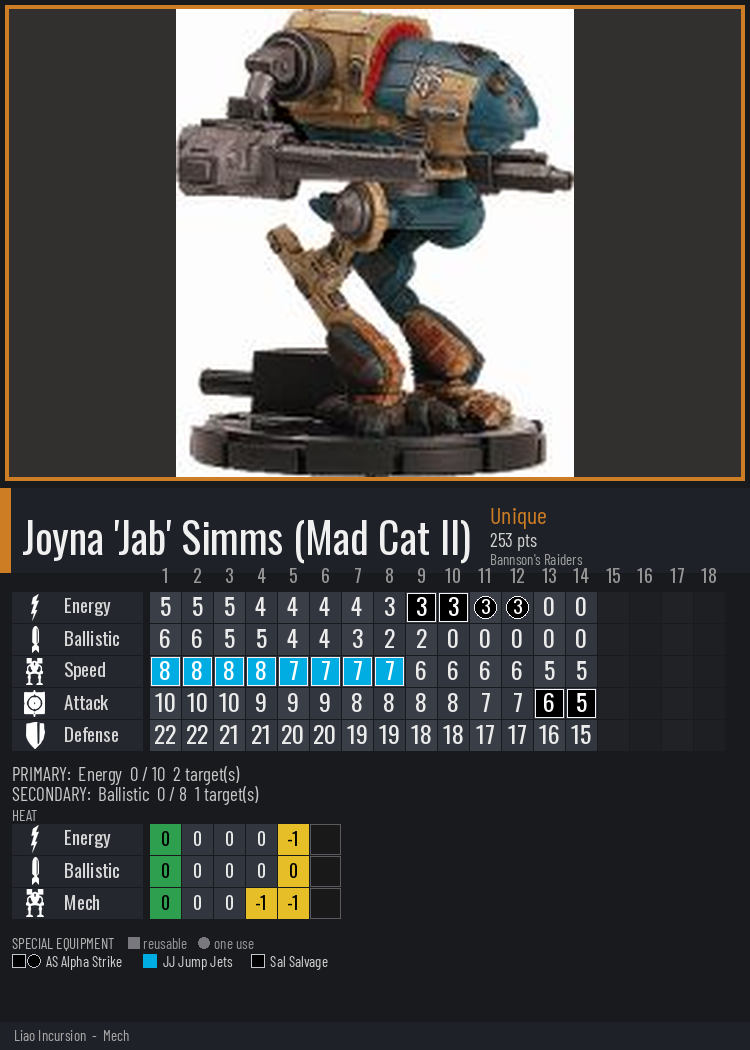 Joyna 'Jab' Simms (Mad Cat II)
Unique
253 pts
Bannson's Raiders
1 2 3 4 5 6 7 8 9 10 11 12 13 14 15 16 17 18
Energy 5 5 5 4 4 4 4 3 3 3 3 3 0 0
Ballistic 6 6 5 5 4 4 3 2 2 0 0 0 0 0
Speed 8 8 8 8 7 7 7 7 6 6 6 6 5 5
Attack 10 10 10 9 9 9 8 8 8 8 7 7 6 5
Defense 22 22 21 21 20 20 19 19 18 18 17 17 16 15
PRIMARY: Energy 0 / 10 2 target(s)
SECONDARY: Ballistic 0 / 8 1 target(s)
HEAT
Energy 0 0 0 0 -1
Ballistic 0 0 0 0 0
Mech 0 0 0 -1 -1
SPECIAL EQUIPMENT reusable one use
AS Alpha Strike JJ Jump Jets Sal Salvage
Liao Incursion - Mech